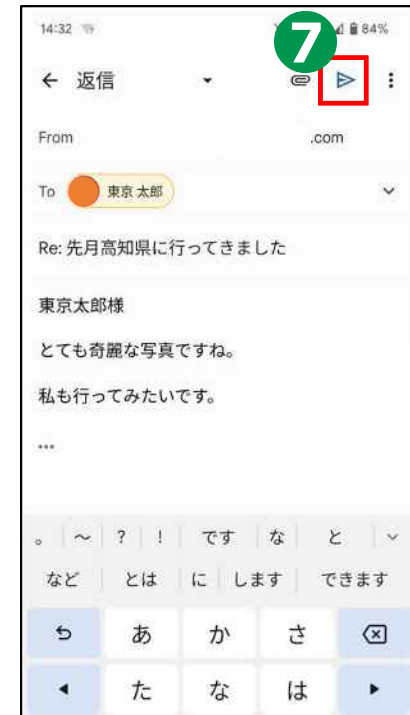 14:32 84%
7
返信
From .com
To 東京 太郎
Re: 先月高知県に行ってきました
東京太郎様
とても奇麗な写真ですね。
私も行ってみたいです。
…
。 ～ ? ! です な と
など とは に します できます
あ か さ
た な は